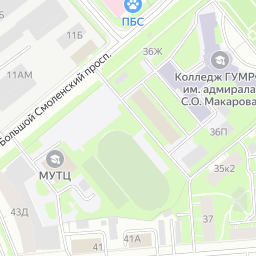 ПБС
11Б
36Ж
11АМ
Большой Смоленский просп.
Колледж ГУМРФ
им. адмирала
С.О. Макарова
36П
МУТЦ
35к2
43Д
37
41
41А